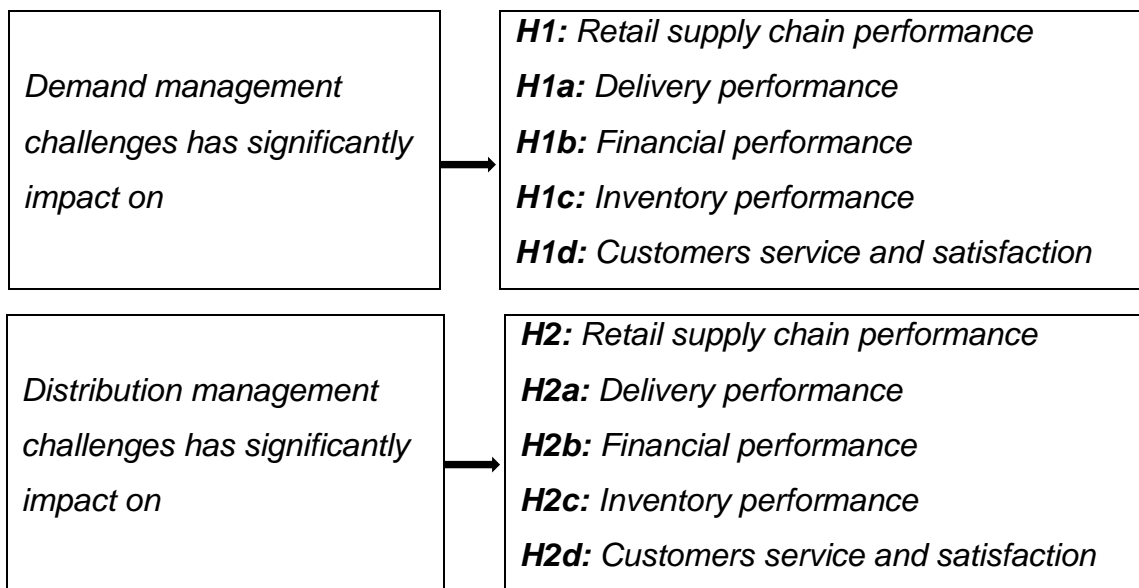 Demand management
challenges has significantly
impact on
H1: Retail supply chain performance
H1a: Delivery performance
H1b: Financial performance
H1c: Inventory performance
H1d: Customers service and satisfaction
Distribution management
challenges has significantly
impact on
H2: Retail supply chain performance
H2a: Delivery performance
H2b: Financial performance
H2c: Inventory performance
H2d: Customers service and satisfaction